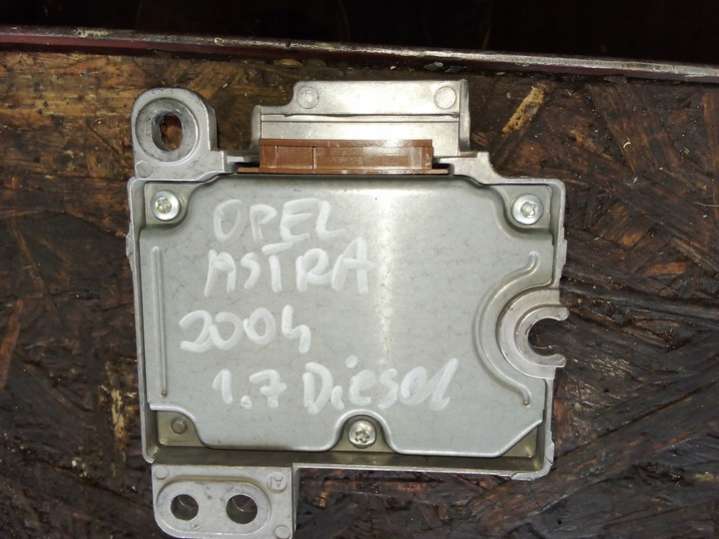 OPEL
ASTRA
2004
1.7 Diesel